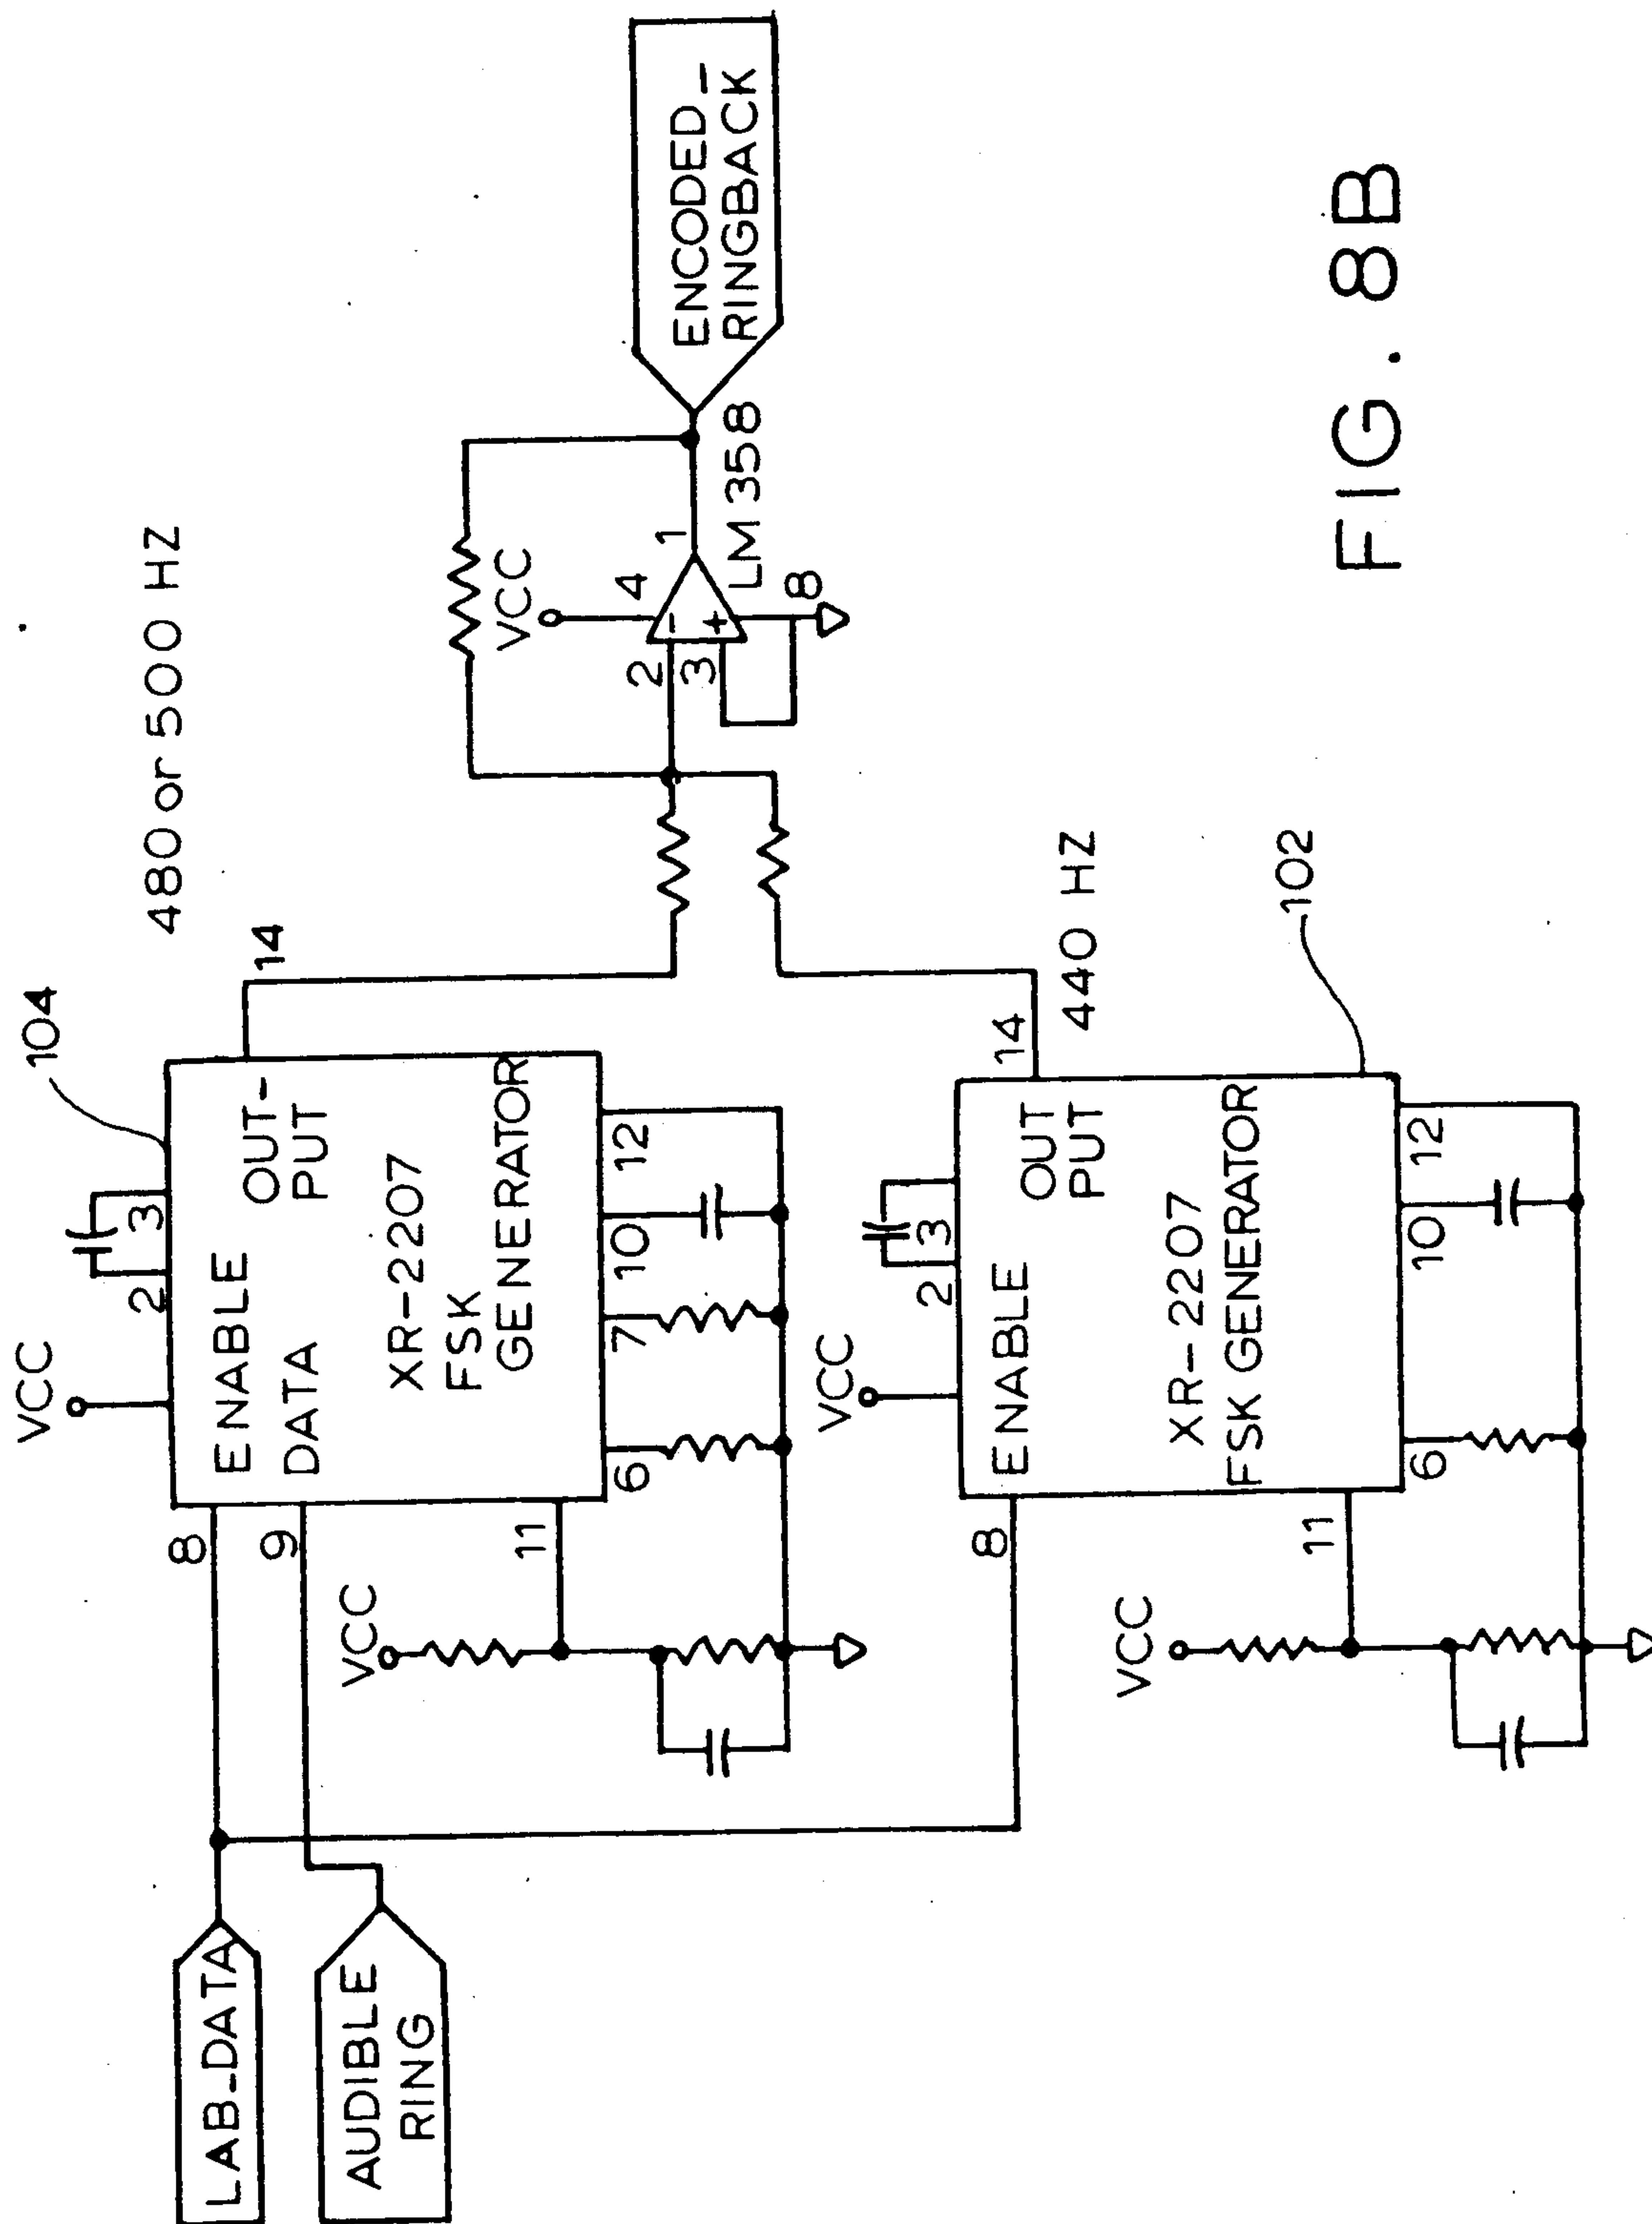 LAB_DATA
AUDIBLE
RING
8
9
11
VCC
VCC
2
3
104
ENABLE
DATA
OUT-
PUT
XR-2207
FSK
GENERATOR
6
7
10
12
14
480 or 500 HZ
VCC
2
3
4
1
8
LM358
ENCODED_
RINGBACK
8
11
VCC
VCC
2
3
ENABLE
OUT
PUT
XR-2207
FSK GENERATOR
6
10
12
14
440 HZ
102
FIG. 8B